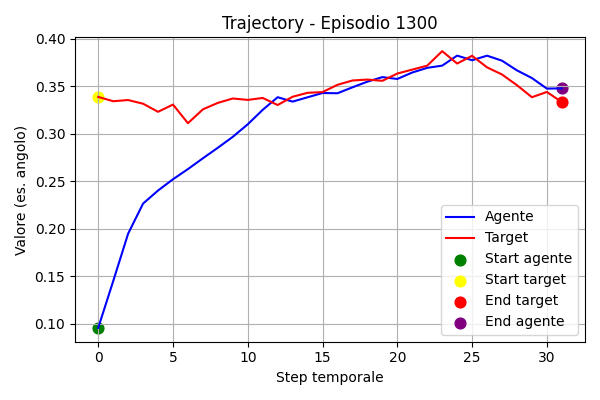 Trajectory - Episodio 1300
0.40
0.35
0.30
0.25
0.20
0.15
0.10
Valore (es. angolo)
0 5 10 15 20 25 30
Step temporale
Agente
Target
Start agente
Start target
End target
End agente